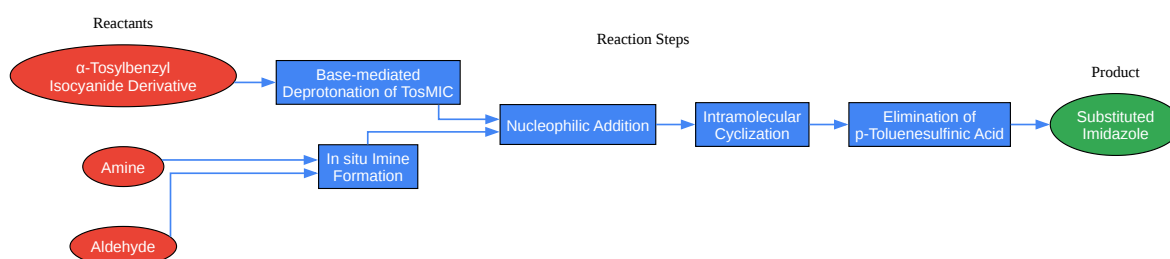 Reactants
Reaction Steps
Product
α-Tosylbenzyl
Isocyanide Derivative
Base-mediated
Deprotonation of TosMIC
Nucleophilic Addition
Intramolecular
Cyclization
Elimination of
p-Toluenesulfinic Acid
Substituted
Imidazole
Amine
In situ Imine
Formation
Aldehyde